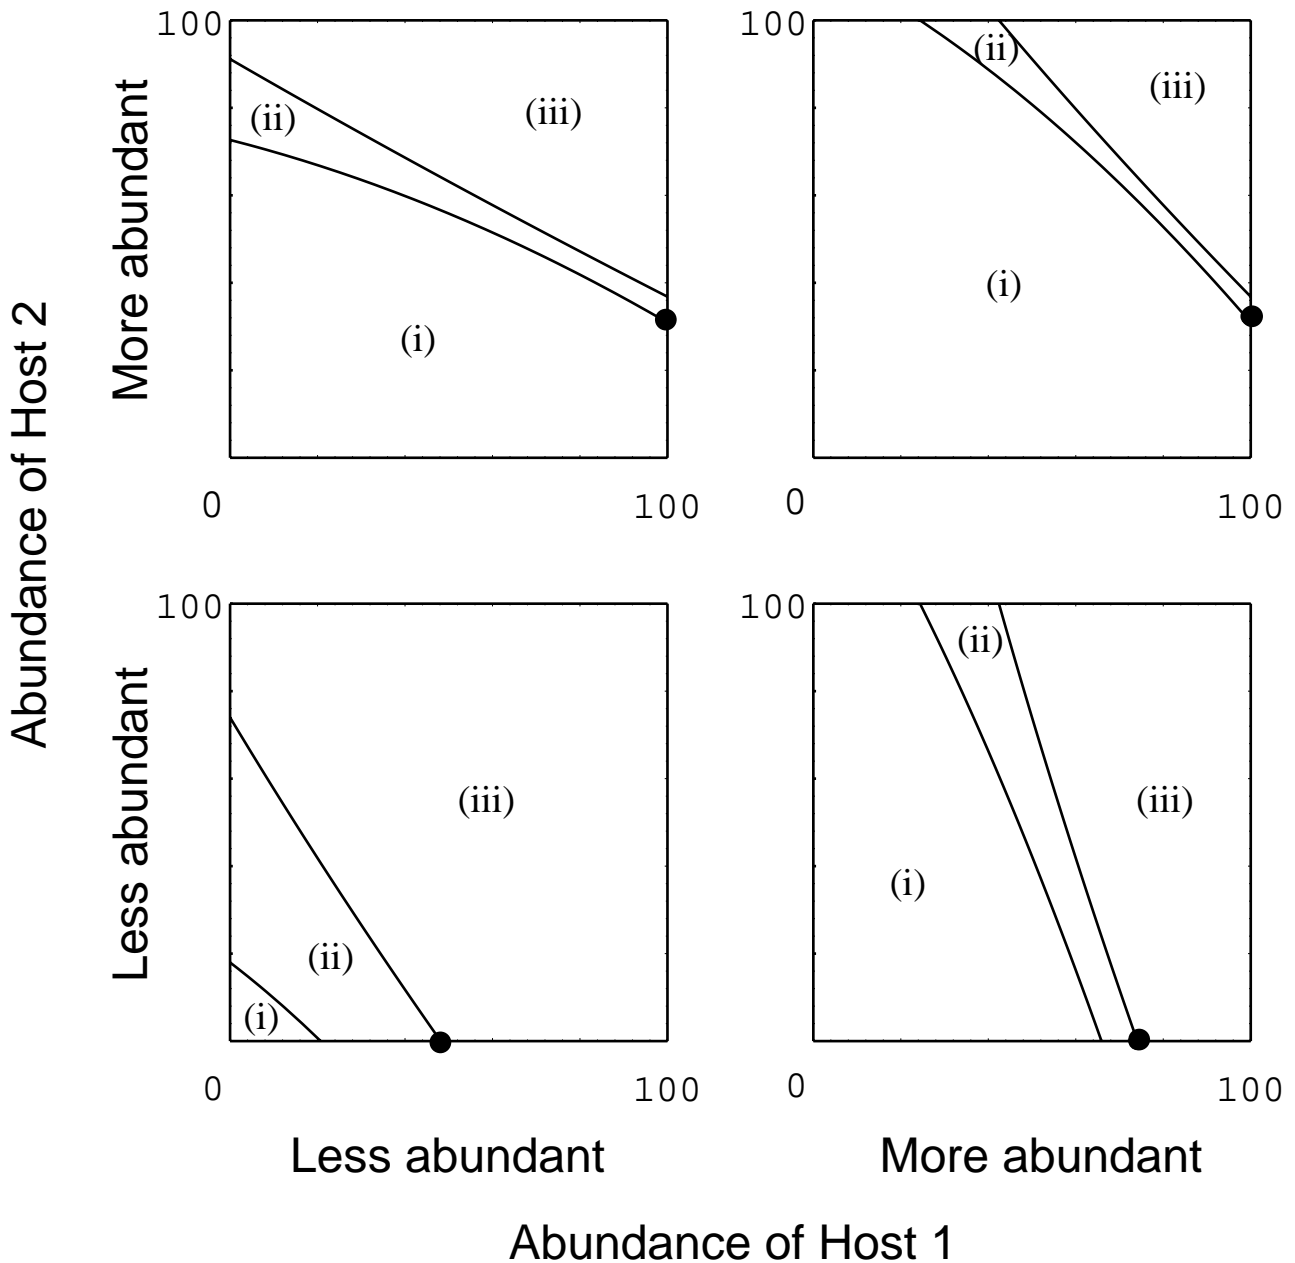 100
(ii)
(iii)
(i)
0
100
100
(ii)
(iii)
(i)
0
100
More abundant
Abundance of Host 2
100
(iii)
(ii)
(i)
0
100
100
(ii)
(iii)
(i)
0
100
Less abundant
Less abundant
More abundant
Abundance of Host 1